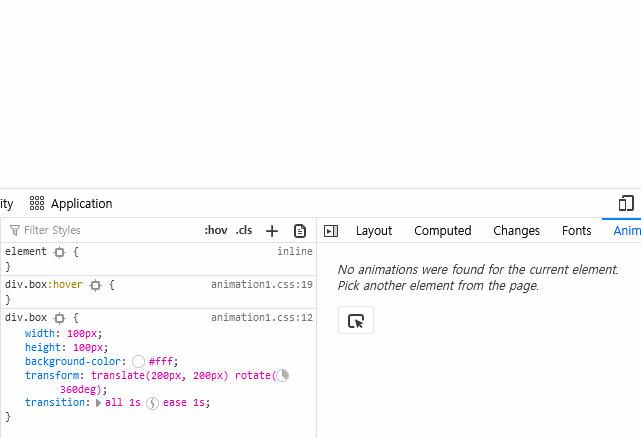 ity Application
Filter Styles :hov .cls Layout Computed Changes Fonts Anim
element { inline
}
div.box:hover { animation1.css:19
}
div.box { animation1.css:12
width: 100px;
height: 100px;
background-color: #fff;
transform: translate(200px, 200px) rotate(
360deg);
transition: all 1s ease 1s;
}
No animations were found for the current element.
Pick another element from the page.